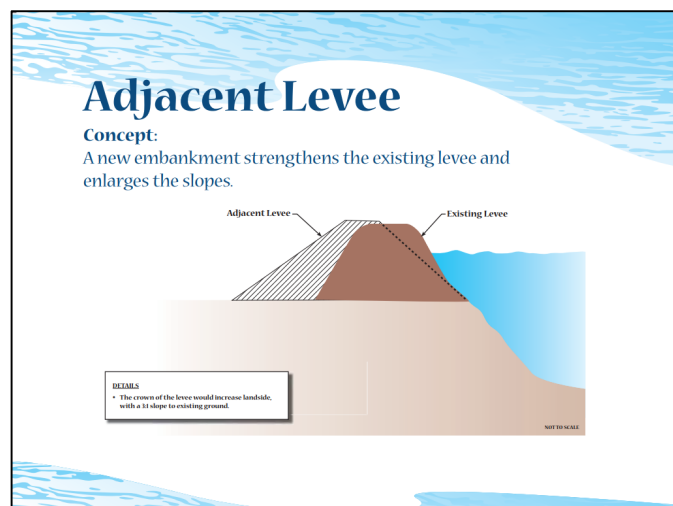 Adjacent Levee
Concept:
A new embankment strengthens the existing levee and
enlarges the slopes.
Adjacent Levee
Existing Levee
DETAILS
• The crown of the levee would increase landside,
with a 3:1 slope to existing ground.
NOT TO SCALE